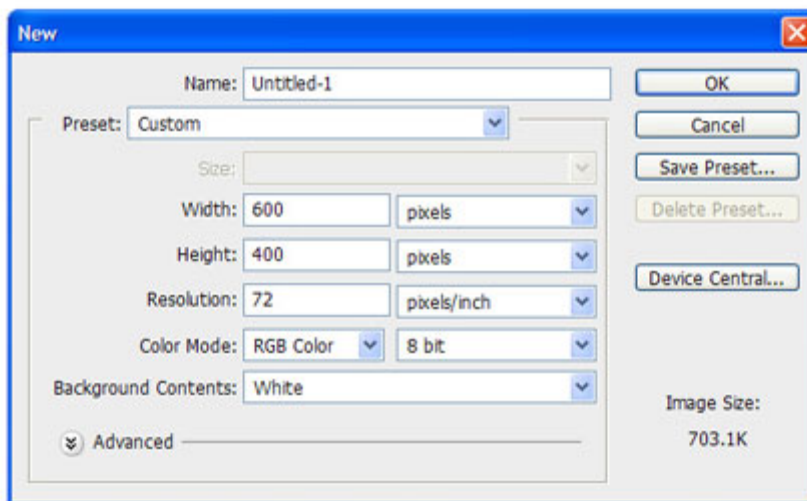 New
Name: Untitled-1
OK
Preset: Custom
Cancel
Size:
Save Preset...
Width: 600 pixels
Delete Preset...
Height: 400 pixels
Device Central...
Resolution: 72 pixels/inch
Color Mode: RGB Color 8 bit
Background Contents: White
Image Size:
703.1K
Advanced